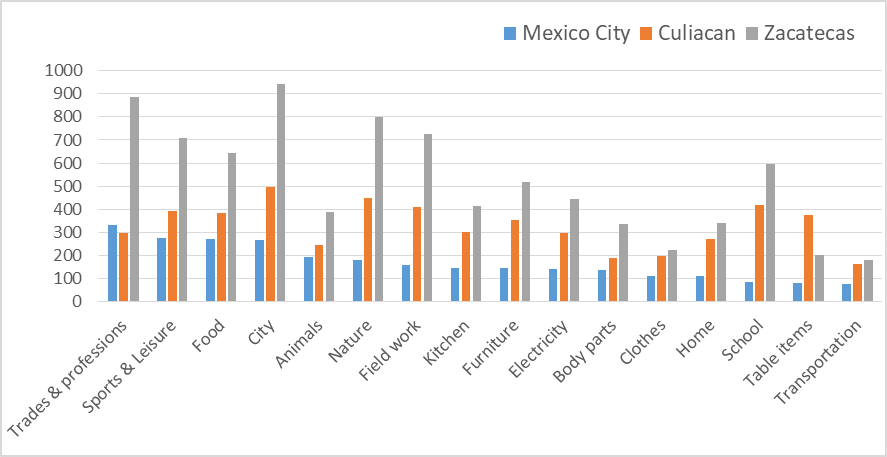 Mexico City Culiacan Zacatecas
1000
900
800
700
600
500
400
300
200
100
0
Trades & professions
Sports & Leisure
Food
City
Animals
Nature
Field work
Kitchen
Furniture
Electricity
Body parts
Clothes
Home
School
Table items
Transportation